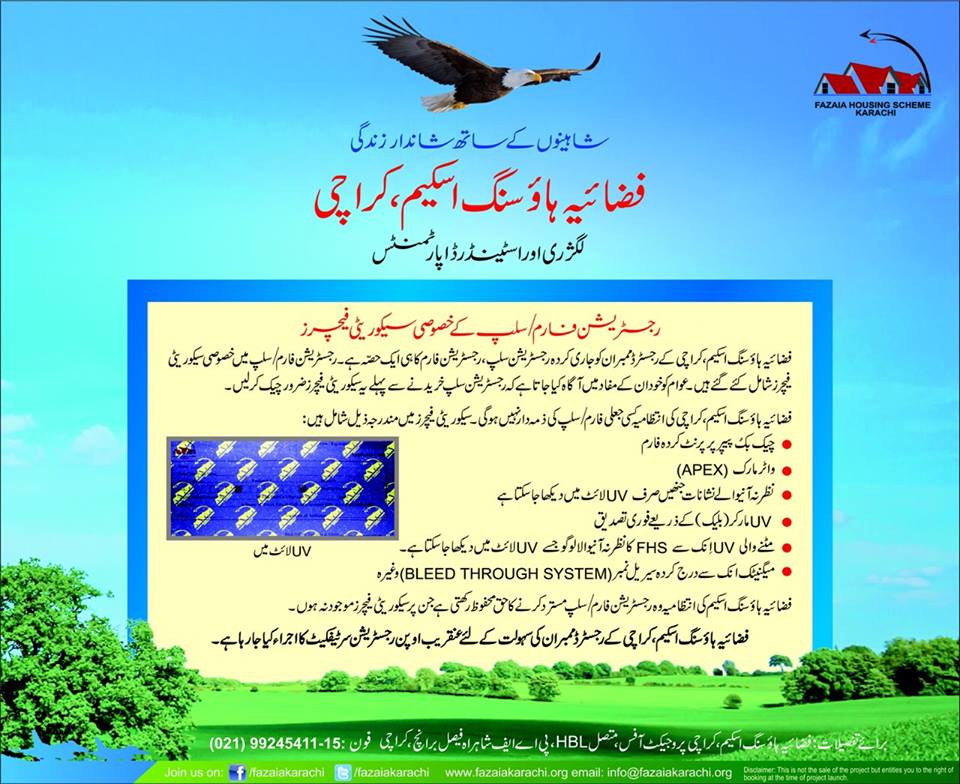 FAZAIA HOUSING SCHEME
KARACHI
شاہینوں کے ساتھ شاندار زندگی
فضائیہ ہاؤسنگ اسکیم، کراچی
لگژری اور اسٹینڈرڈ اپارٹمنٹس
رجسٹریشن فارم/سلپ کے خصوصی سیکوریٹی فیچرز
فضائیہ ہاؤسنگ اسکیم، کراچی کے رجسٹرڈ ممبران کو جاری کردہ رجسٹریشن سلپ، رجسٹریشن فارم کا ہی ایک حصّہ ہے۔ رجسٹریشن فارم/سلپ میں خصوصی سیکوریٹی
فیچرز شامل کئے گئے ہیں۔ عوام کو خود ان کے مفاد میں آگاہ کیا جاتا ہے کہ رجسٹریشن سلپ خریدنے سے پہلے یہ سیکوریٹی فیچرز ضرور چیک کرلیں۔
فضائیہ ہاؤسنگ اسکیم، کراچی کی انتظامیہ کسی جعلی فارم/سلپ کی ذمہ دار نہیں ہوگی۔ سیکوریٹی فیچرز میں مندرجہ ذیل شامل ہیں:
چیک بک پیپر پر پرنٹ کردہ فارم
واٹر مارک (APEX)
نظر نہ آنیوالے نشانات جنھیں صرف UV لائٹ میں دیکھا جاسکتا ہے
UV مارکر (بلیک) کے ذریعے فوری تصدیق
مٹنے والی UV اِنک سے FHS کا نظر نہ آنیوالا لوگو جسے UV لائٹ میں دیکھا جاسکتا ہے۔
میگنیٹک انک سے درج کردہ سیریل نمبر (BLEED THROUGH SYSTEM) وغیرہ
UV لائٹ میں
فضائیہ ہاؤسنگ اسکیم کی انتظامیہ وہ رجسٹریشن فارم/سلپ مسترد کرنے کا حق محفوظ رکھتی ہے جن پر سیکوریٹی فیچرز موجود نہ ہوں۔
فضائیہ ہاؤسنگ اسکیم، کراچی کے رجسٹرڈ ممبران کی سہولت کے لئے عنقریب اوپن رجسٹریشن سرٹیفکیٹ کا اجراء کیا جارہا ہے۔
برائے تفصیلات: فضائیہ ہاؤسنگ اسکیم، کراچی پروجیکٹ آفس، متصل HBL، پی اے ایف شاہراہ فیصل برانچ، کراچی فون: (021) 99245411-15
Join us on: /fazaiakarachi /fazaiakarachi www.fazaiakarachi.org email: info@fazaiakarachi.org
Disclaimer: This is not the sale of the project but entitles you to the right of
booking at the time of project launch.